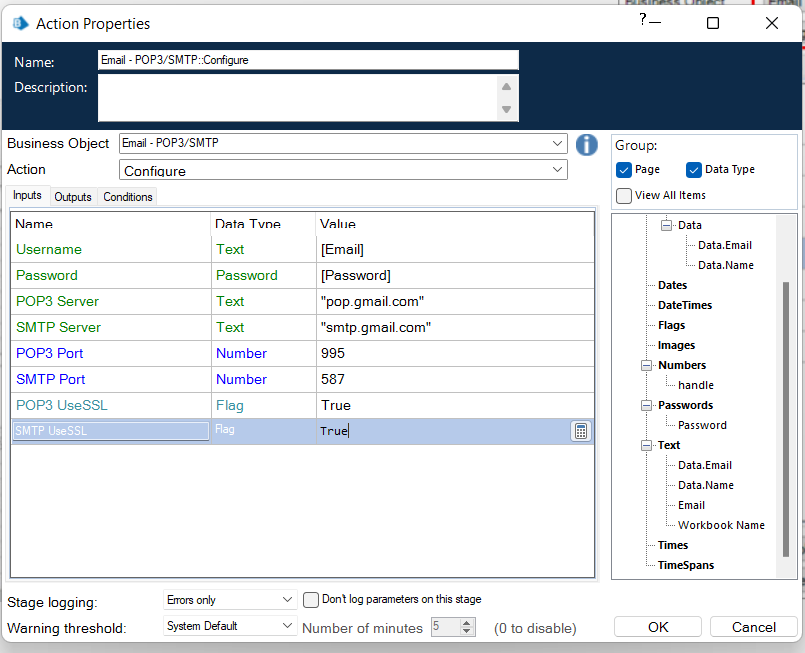 Action Properties
?
Name:
Email - POP3/SMTP::Configure
Description:
Business Object
Email - POP3/SMTP
Action
Configure
Inputs
Outputs
Conditions
Name
Data Type
Value
Username
Text
[Email]
Password
Password
[Password]
POP3 Server
Text
"pop.gmail.com"
SMTP Server
Text
"smtp.gmail.com"
POP3 Port
Number
995
SMTP Port
Number
587
POP3 UseSSL
Flag
True
SMTP UseSSL
Flag
True
Group:
Page
Data Type
View All Items
Data
Data.Email
Data.Name
Dates
DateTimes
Flags
Images
Numbers
handle
Passwords
Password
Text
Data.Email
Data.Name
Email
Workbook Name
Times
TimeSpans
Stage logging:
Errors only
Don't log parameters on this stage
Warning threshold:
System Default
Number of minutes
5
(0 to disable)
OK
Cancel